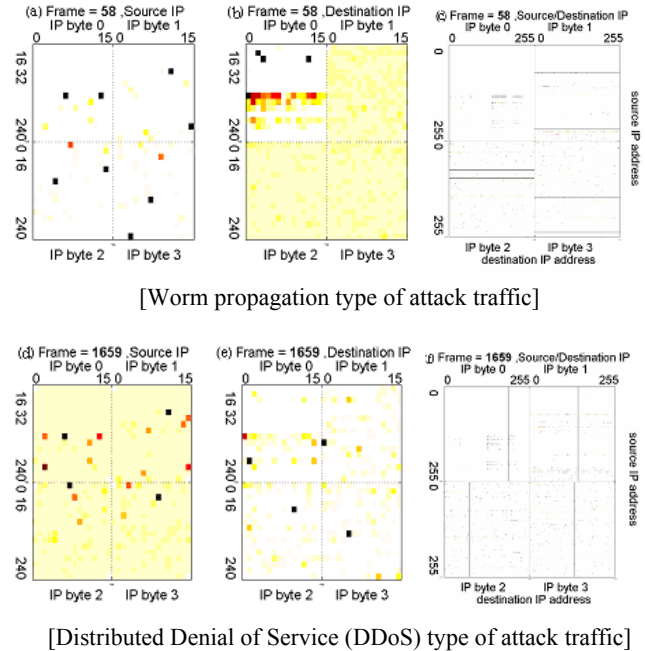 (a) Frame = 58 ,Source IP
IP byte 0 IP byte 1
0 15 0 15
16 32
240 0 16
240
IP byte 2 IP byte 3
(b) Frame = 58 ,Destination IP
IP byte 0 IP byte 1
0 15 0 15
16 32
240 0 16
240
IP byte 2 IP byte 3
(c) Frame = 58 ,Source/Destination IP
IP byte 0 IP byte 1
0 255 0 255
0
255 0
255
source IP address
IP byte 2 IP byte 3
destination IP address
[Worm propagation type of attack traffic]
(d) Frame = 1659 ,Source IP
IP byte 0 IP byte 1
0 15 0 15
16 32
240 0 16
240
IP byte 2 IP byte 3
(e) Frame = 1659 ,Destination IP
IP byte 0 IP byte 1
0 15 0 15
16 32
240 0 16
240
IP byte 2 IP byte 3
(f) Frame = 1659 ,Source/Destination IP
IP byte 0 IP byte 1
0 255 0 255
0
255 0
255
source IP address
IP byte 2 IP byte 3
destination IP address
[Distributed Denial of Service (DDoS) type of attack traffic]